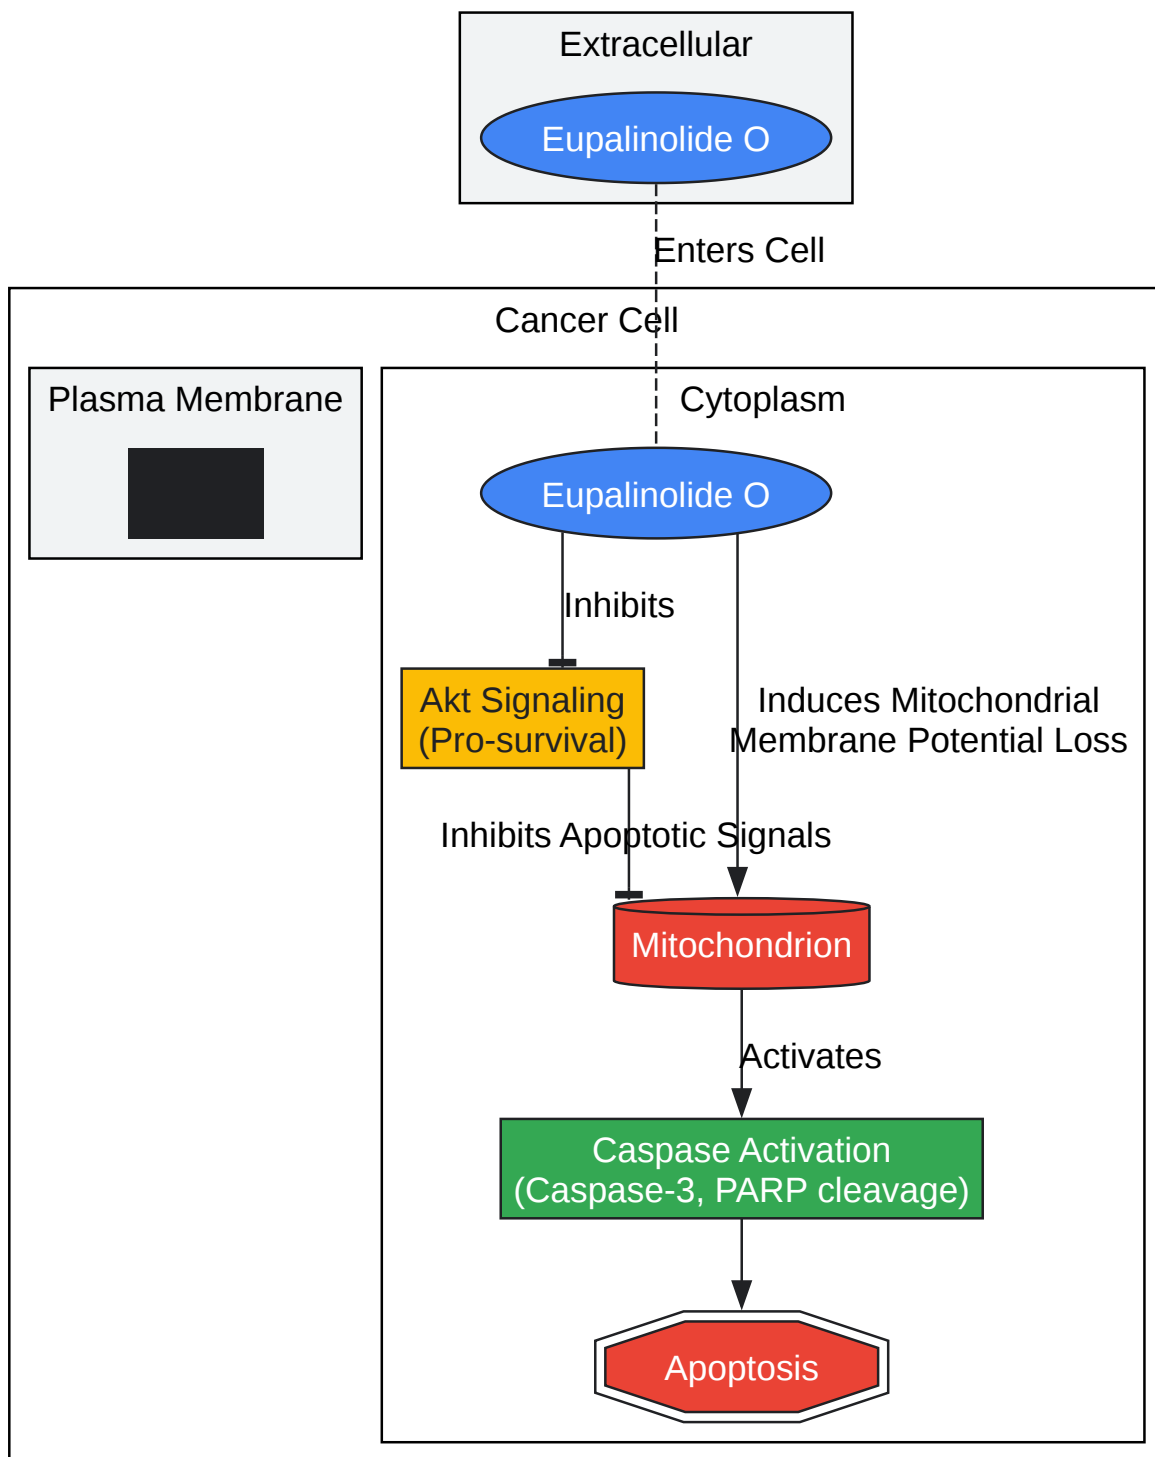 Extracellular
Eupalinolide O
Enters Cell
Cancer Cell
Plasma Membrane
Cytoplasm
Eupalinolide O
Inhibits
Akt Signaling
(Pro-survival)
Induces Mitochondrial
Membrane Potential Loss
Inhibits Apoptotic Signals
Mitochondrion
Activates
Caspase Activation
(Caspase-3, PARP cleavage)
Apoptosis